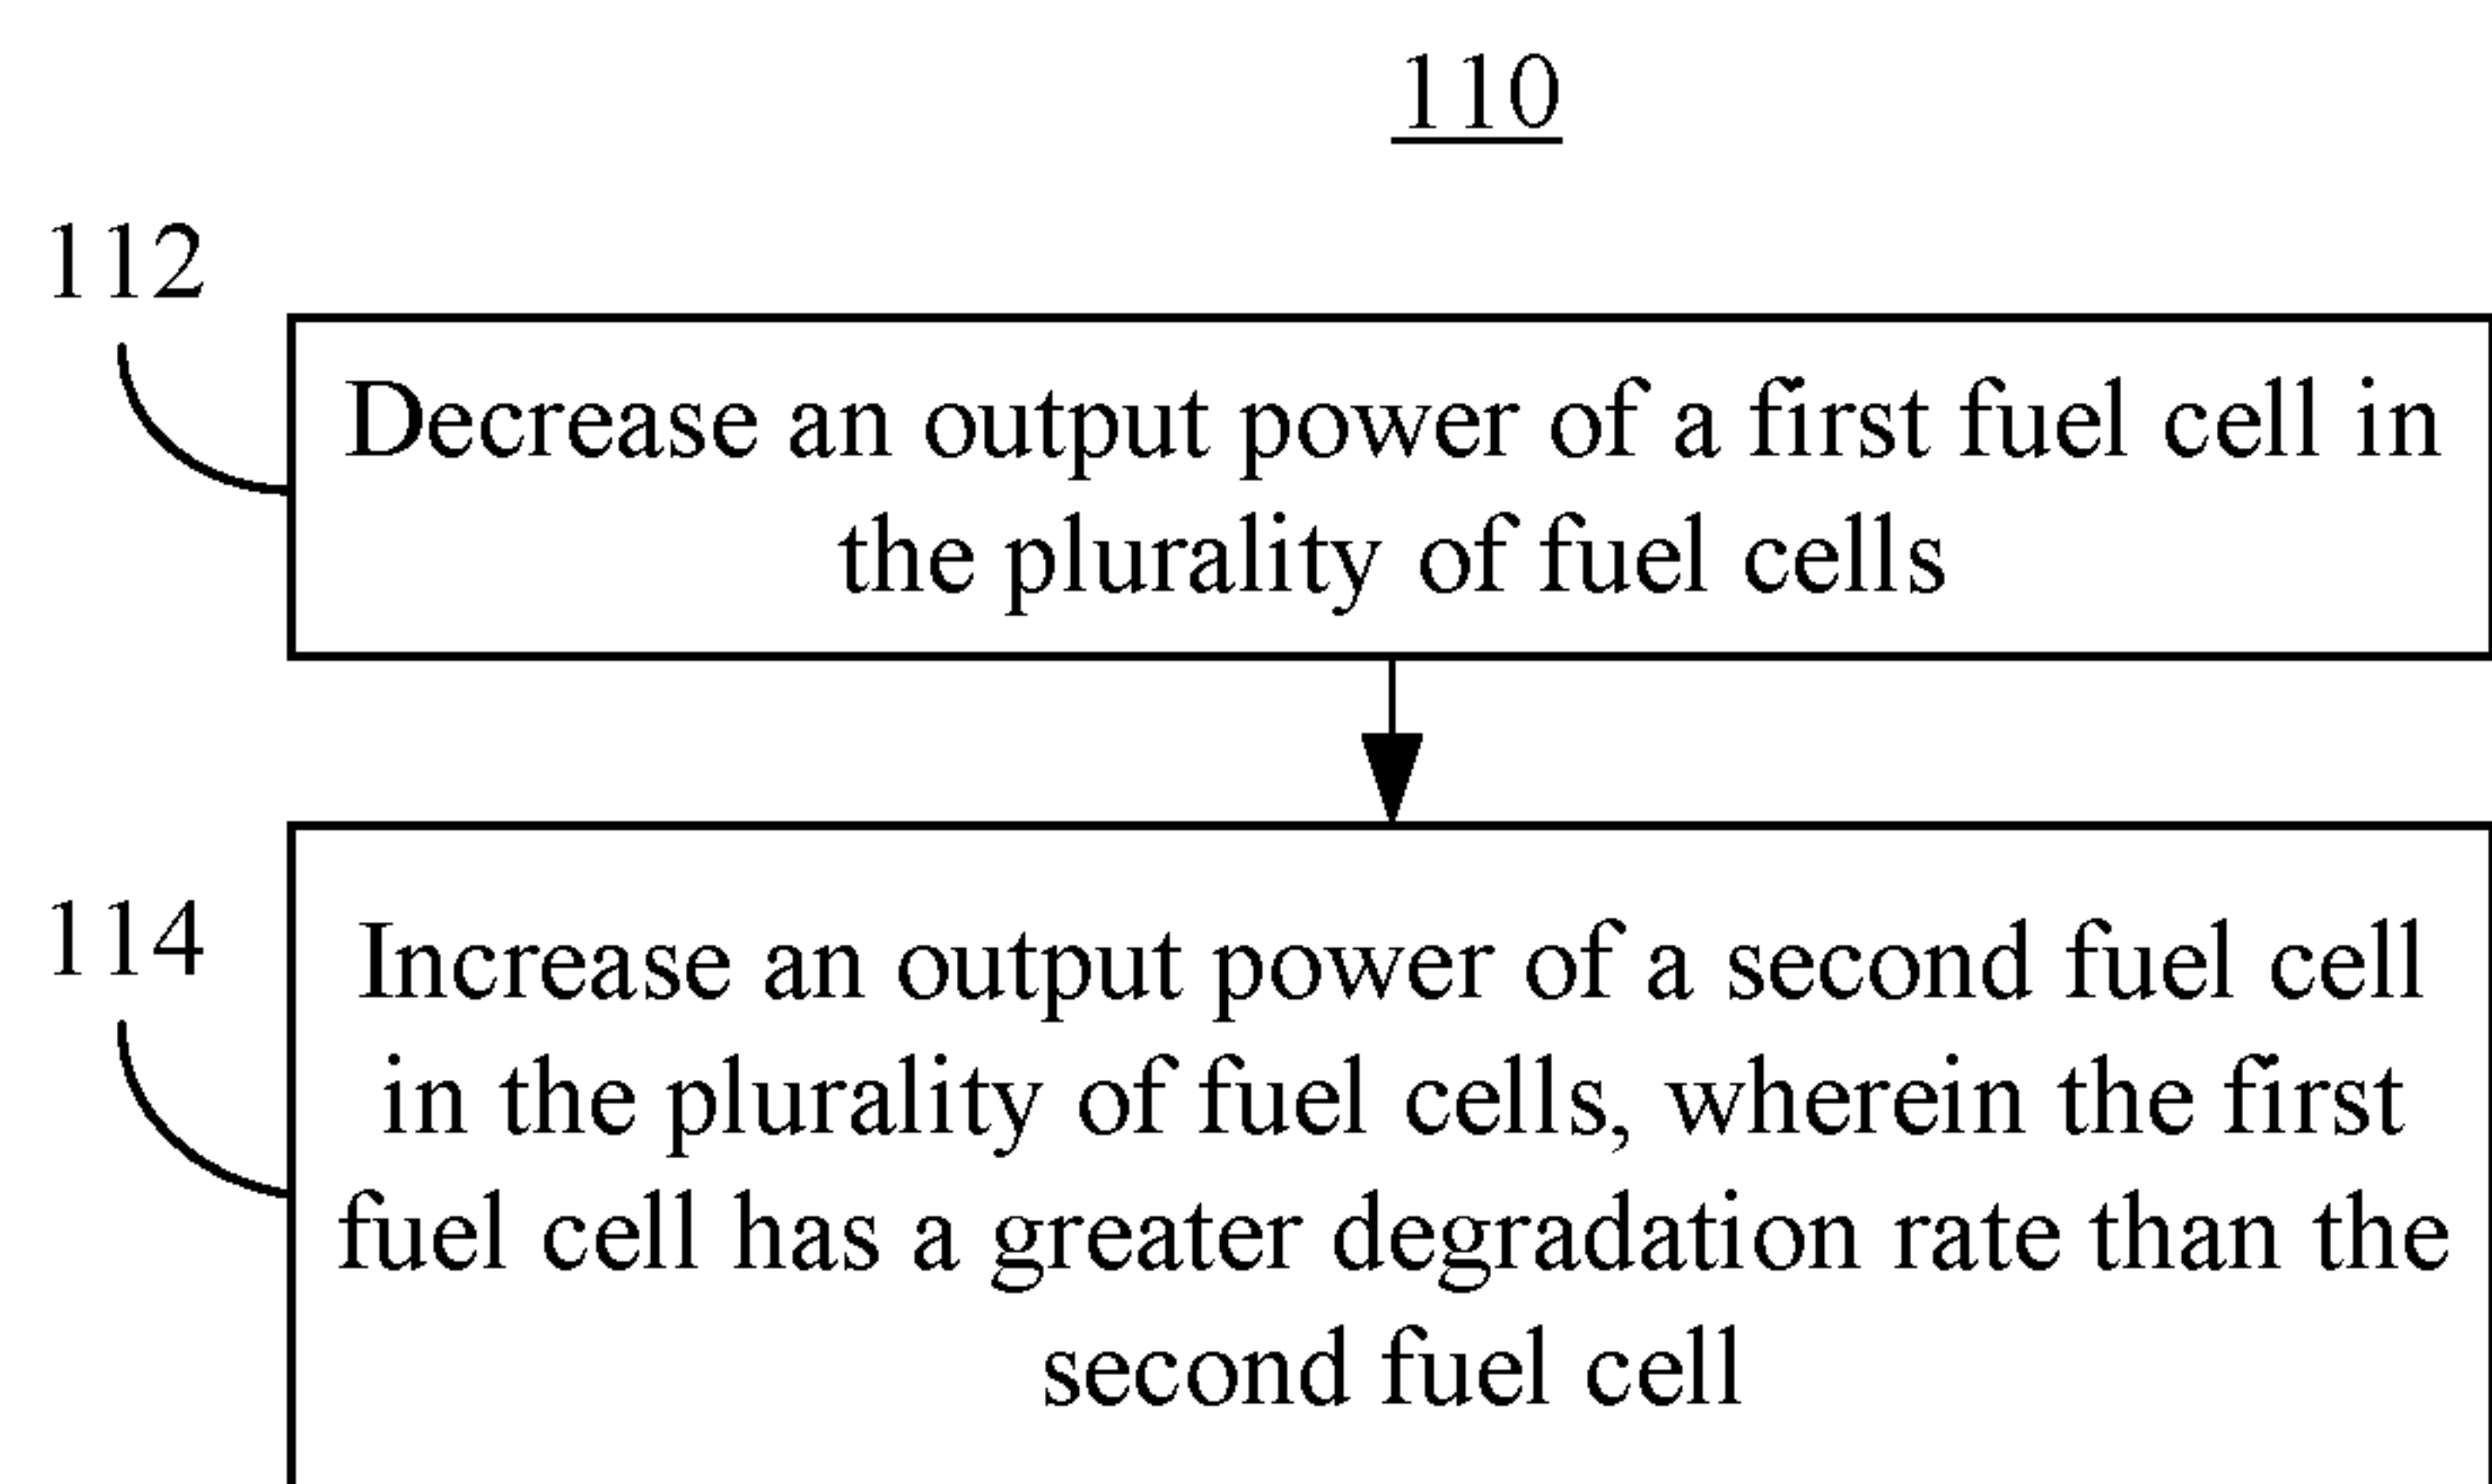 110
112
Decrease an output power of a first fuel cell in
the plurality of fuel cells
114
Increase an output power of a second fuel cell
in the plurality of fuel cells, wherein the first
fuel cell has a greater degradation rate than the
second fuel cell